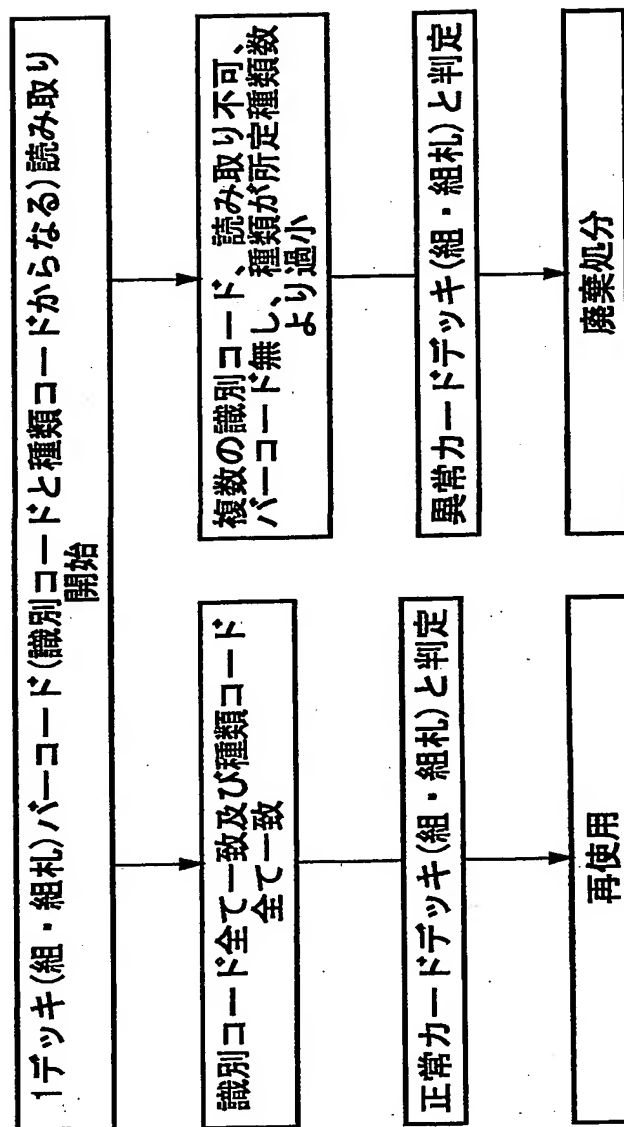 1デッキ(組・組札)バーコード(識別コードと種類コードからなる)読み取り
開始
識別コード全て一致及び種類コード
全て一致
正常カードデッキ(組・組札)と判定
再使用
複数の識別コード、読み取り不可、
バーコード無し、種類が所定種類数
より過小
異常カードデッキ(組・組札)と判定
廃棄処分